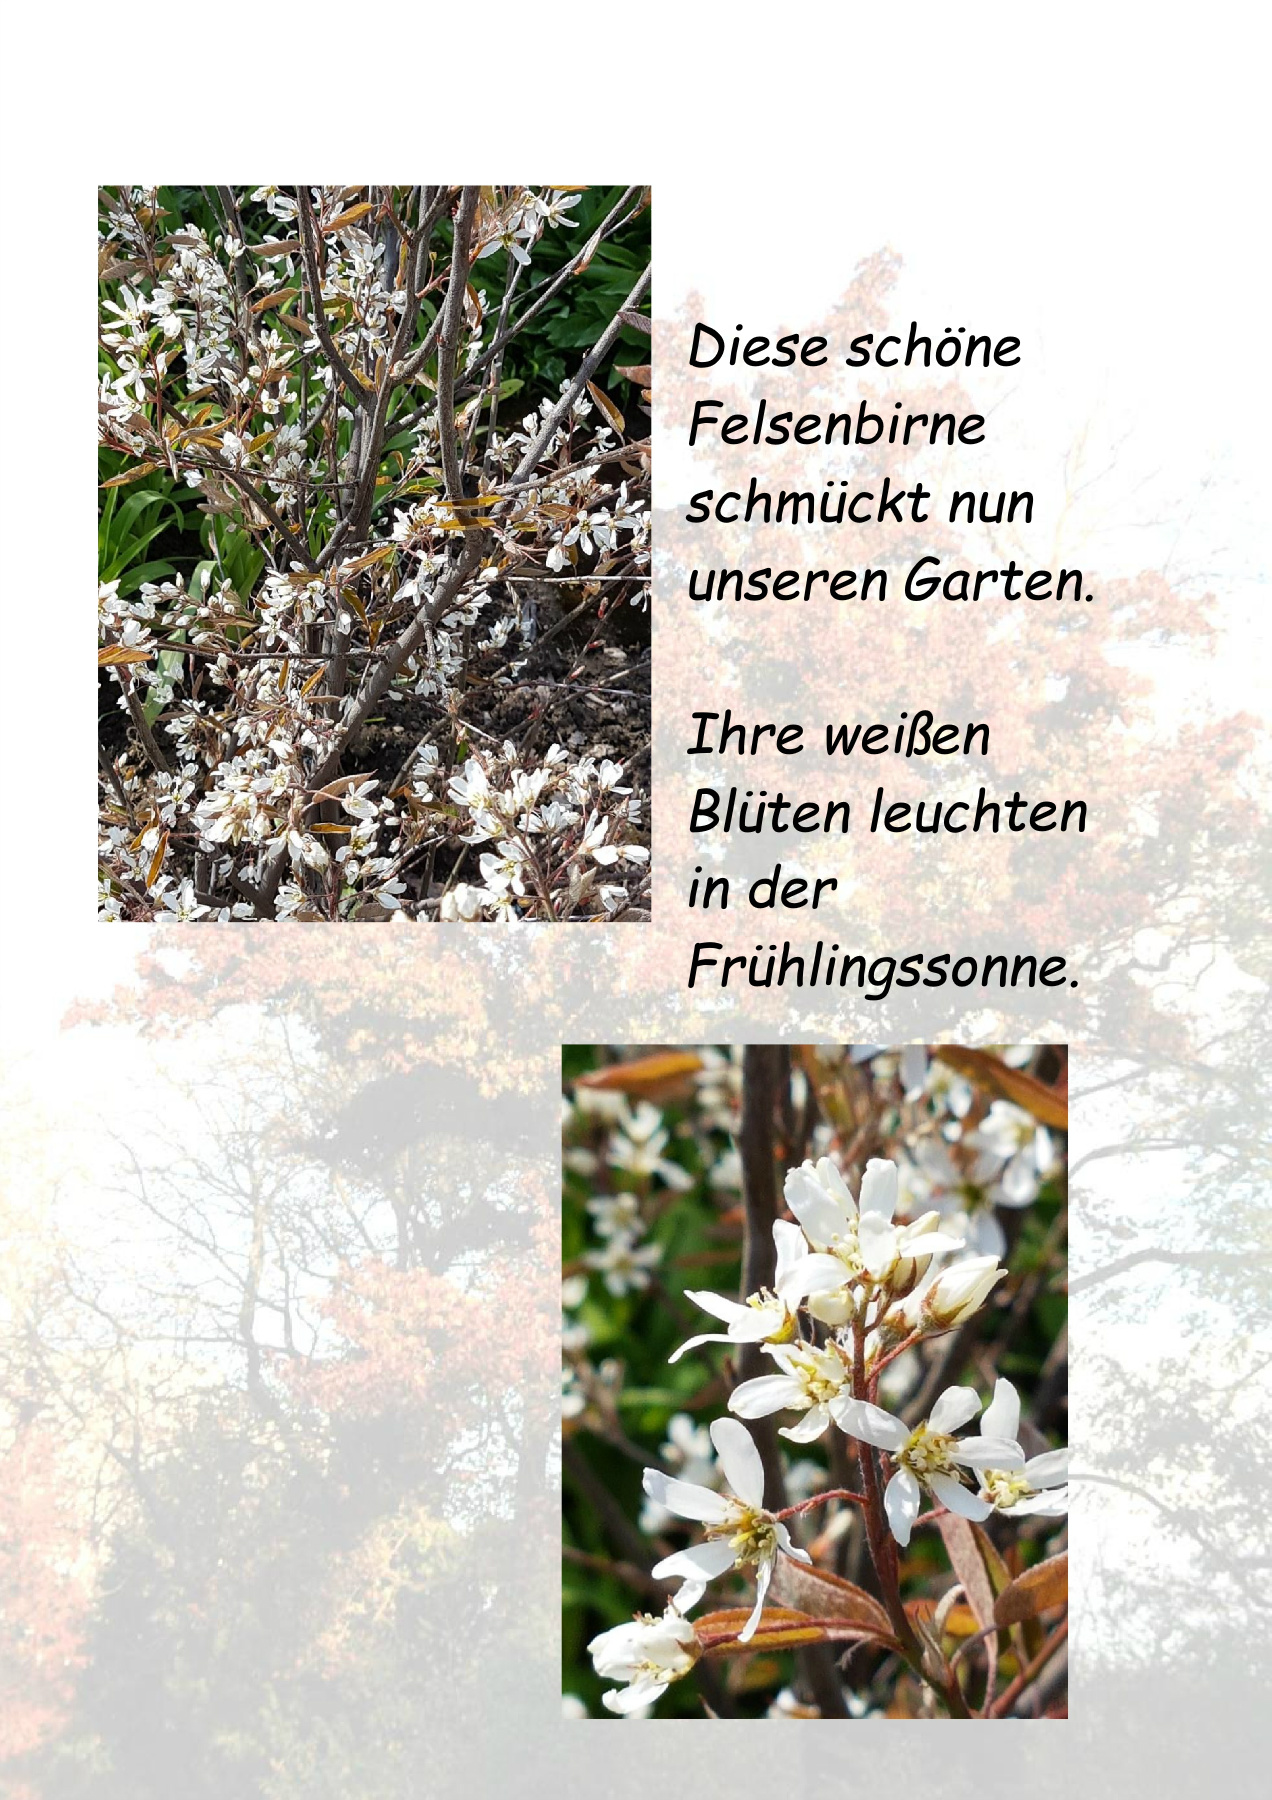 Diese schöne
Felsenbirne
schmückt nun
unseren Garten.
Ihre weißen
Blüten leuchten
in der
Frühlingssonne.